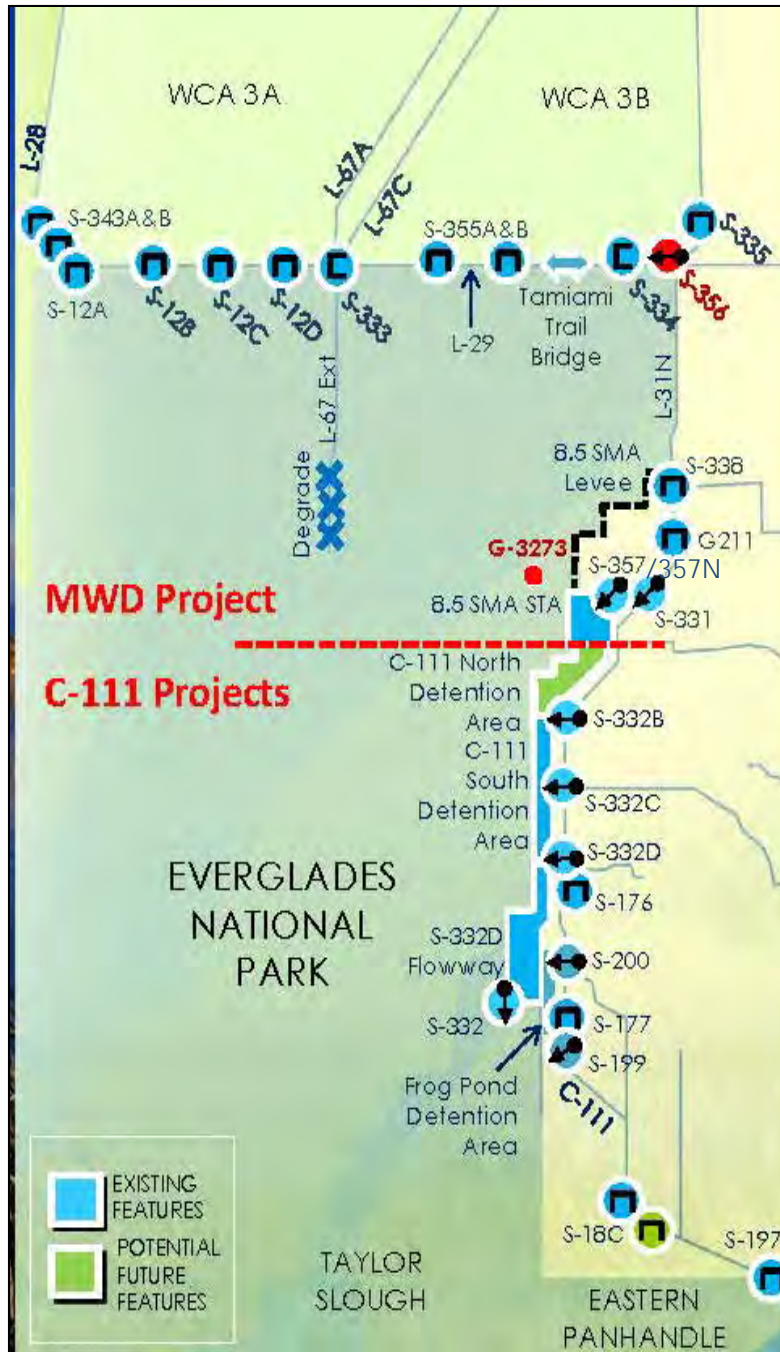 WCA 3A
WCA 3B
L-28
L-67A
L-67C
S-343A&B
S-355A&B
S-335
S-12A
S-12B
S-12C
S-12D
S-333
L-29
Tamiami
Trail
Bridge
S-334
S-356
L-67 Ext
L-31N
Degrade
8.5 SMA
Levee
S-338
G211
G-3273
S-357/357N
8.5 SMA STA
S-331
MWD Project
C-111 Projects
C-111 North
Detention
Area
C-111
South
Detention
Area
S-332B
S-332C
S-332D
S-176
EVERGLADES
NATIONAL
PARK
S-332D
Flowway
S-200
S-332
S-177
S-199
Frog Pond
Detention
Area
C-111
EXISTING
FEATURES
POTENTIAL
FUTURE
FEATURES
S-18C
S-197
TAYLOR
SLOUGH
EASTERN
PANHANDLE